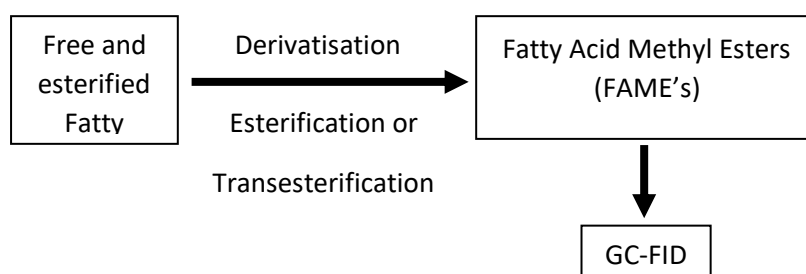 Free and
esterified
Fatty
Derivatisation
Esterification or
Transesterification
Fatty Acid Methyl Esters
(FAME's)
GC-FID